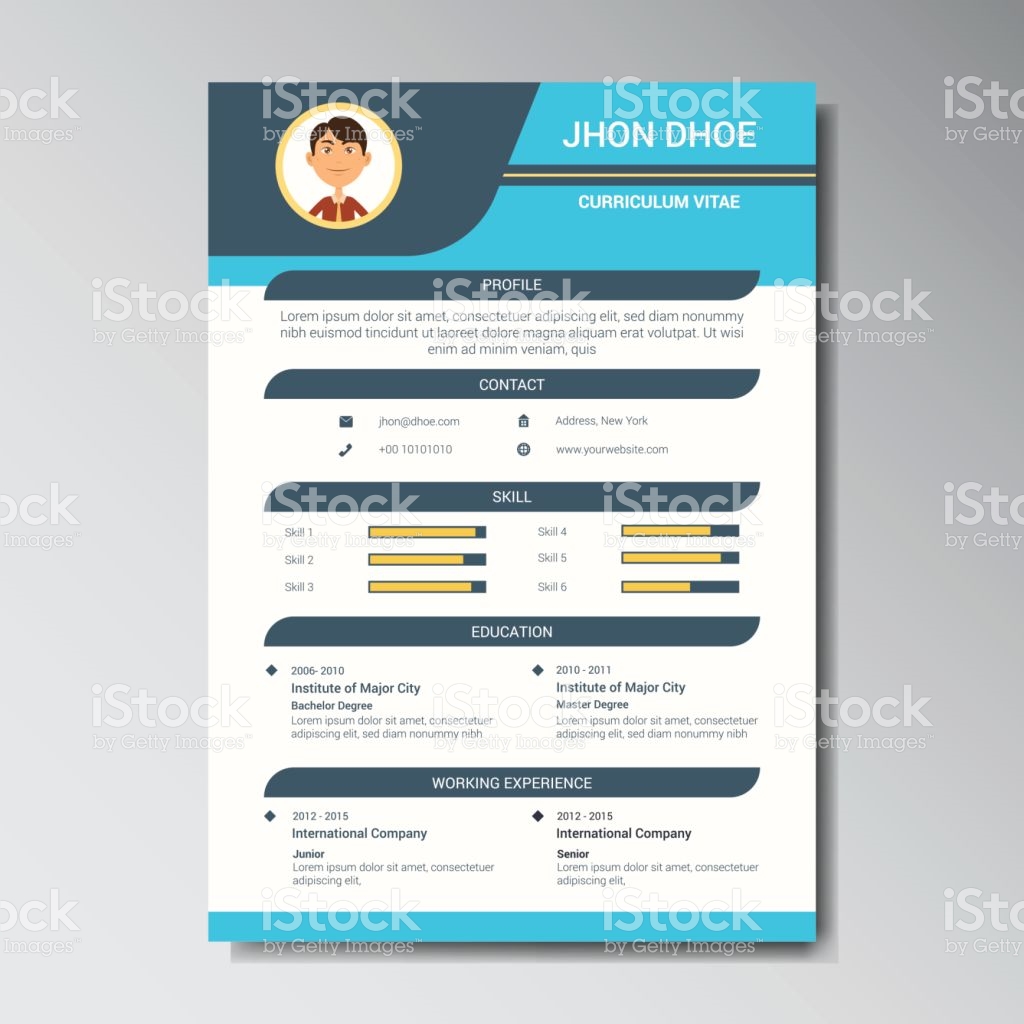 JHON DHOE
CURRICULUM VITAE
PROFILE
Lorem ipsum dolor sit amet, consectetuer adipiscing elit, sed diam nonummy
nibh euismod tincidunt ut laoreet dolore magna aliquam erat volutpat. Ut wisi
enim ad minim veniam, quis
CONTACT
jhon@dhoe.com
Address, New York
+00 10101010
www.yourwebsite.com
SKILL
Skill 1
Skill 4
Skill 2
Skill 5
Skill 3
Skill 6
EDUCATION
2006- 2010
Institute of Major City
Bachelor Degree
Lorem ipsum dolor sit amet, consectetuer
adipiscing elit, sed diam nonummy nibh
2010 - 2011
Institute of Major City
Master Degree
Lorem ipsum dolor sit amet, consectetuer
adipiscing elit, sed diam nonummy nibh
WORKING EXPERIENCE
2012 - 2015
International Company
Junior
Lorem ipsum dolor sit amet, consectetuer
adipiscing elit,
2012 - 2015
International Company
Senior
Lorem ipsum dolor sit amet, consectetuer
adipiscing elit,
iStock
by Getty Images™